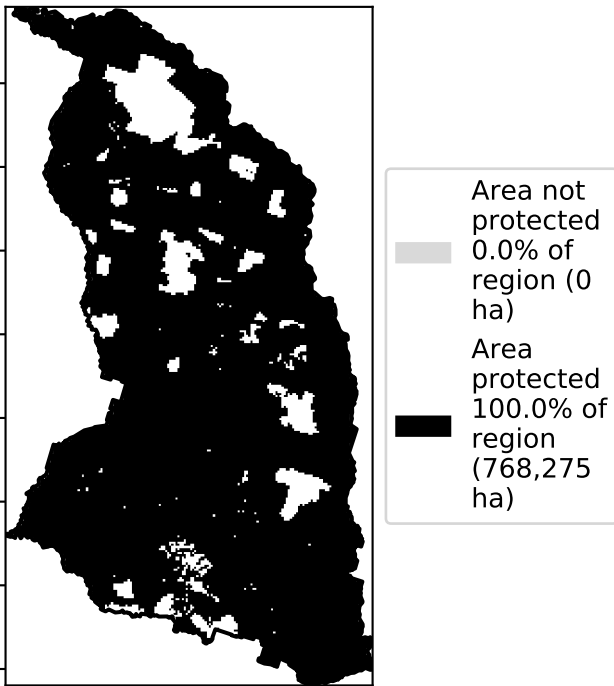 Area not
protected
0.0% of
region (0
ha)
Area
protected
100.0% of
region
(768,275
ha)